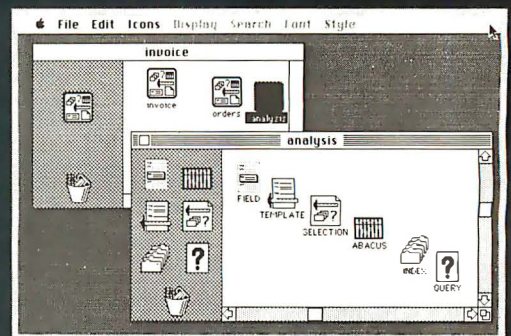 File Edit Icons Display Search Font Style
invoice
invoice
orders
analysis
analysis
FIELD
TEMPLATE
SELECTION
ABACUS
INDEX
QUERY